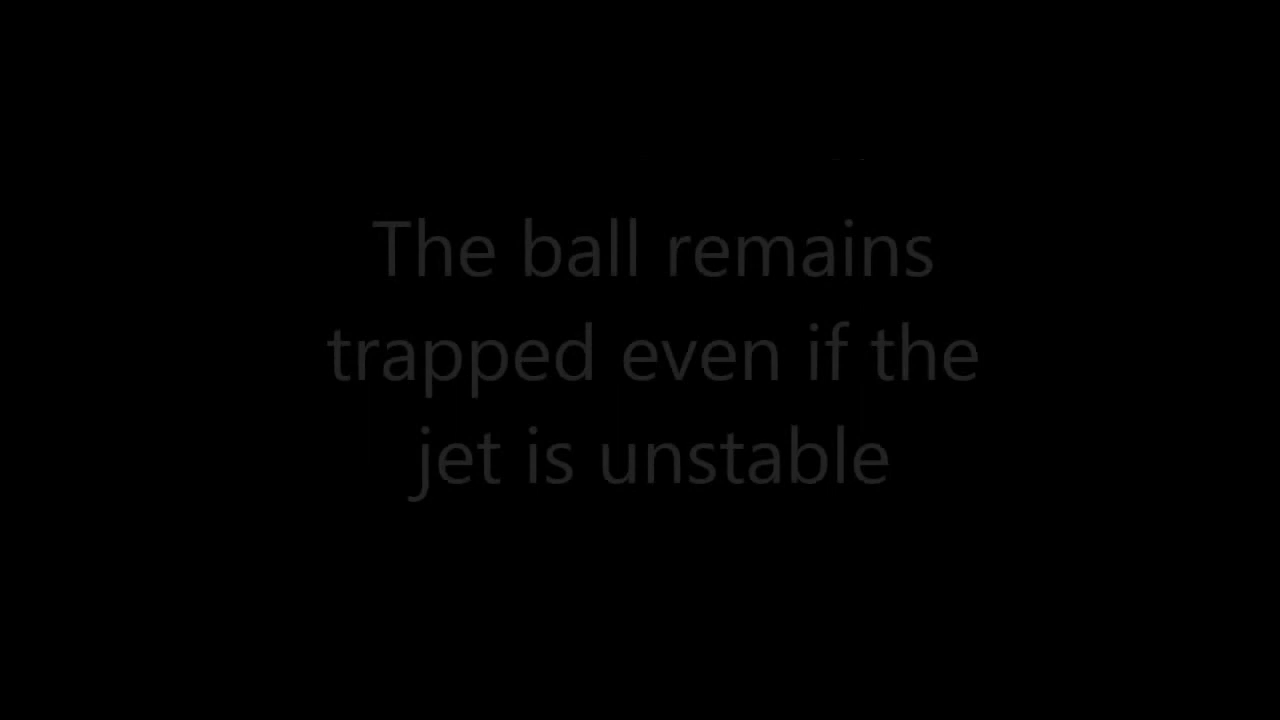 The ball remains
trapped even if the
jet is unstable